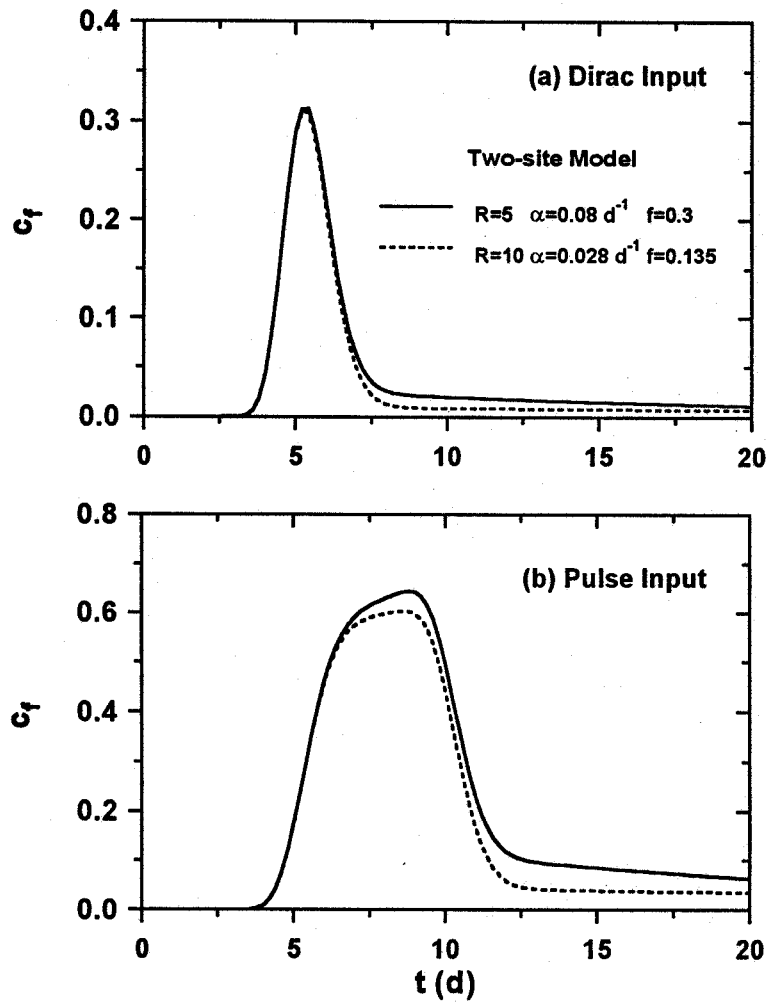 0.4
(a) Dirac Input
0.3
Two-site Model
R=5 α=0.08 d⁻¹ f=0.3
R=10 α=0.028 d⁻¹ f=0.135
0.2
c_f
0.1
0.0
0 5 10 15 20
0.8
(b) Pulse Input
0.6
0.4
c_f
0.2
0.0
0 5 10 15 20
t (d)